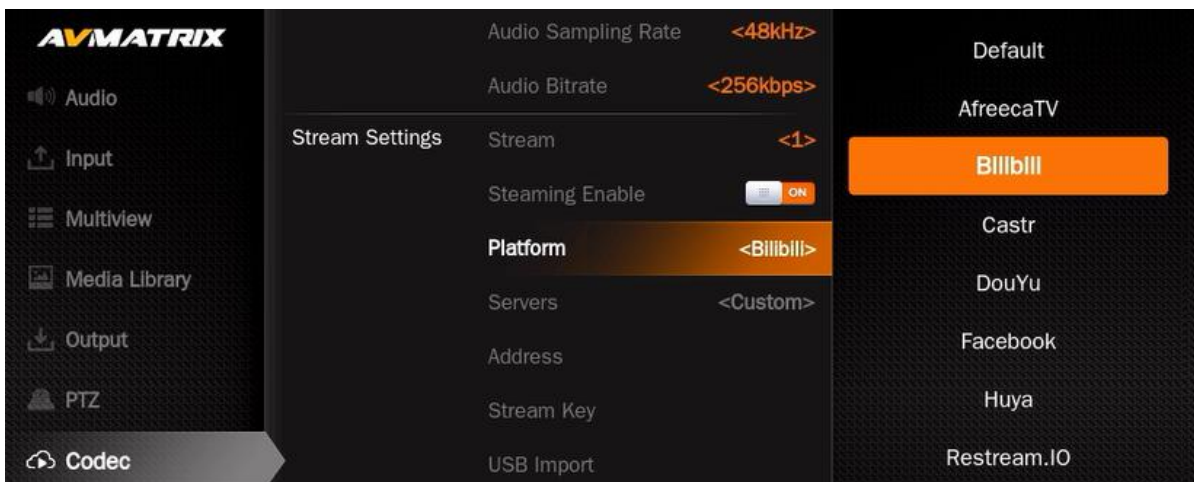 AVMATRIX
Audio
Input
Multiview
Media Library
Output
PTZ
Codec
Audio Sampling Rate <48kHz>
Audio Bitrate <256kbps>
Stream Settings
Stream <1>
Steaming Enable ON
Platform <Bilibili>
Servers <Custom>
Address
Stream Key
USB Import
Default
AfreecaTV
Bilibili
Castr
DouYu
Facebook
Huya
Restream.IO